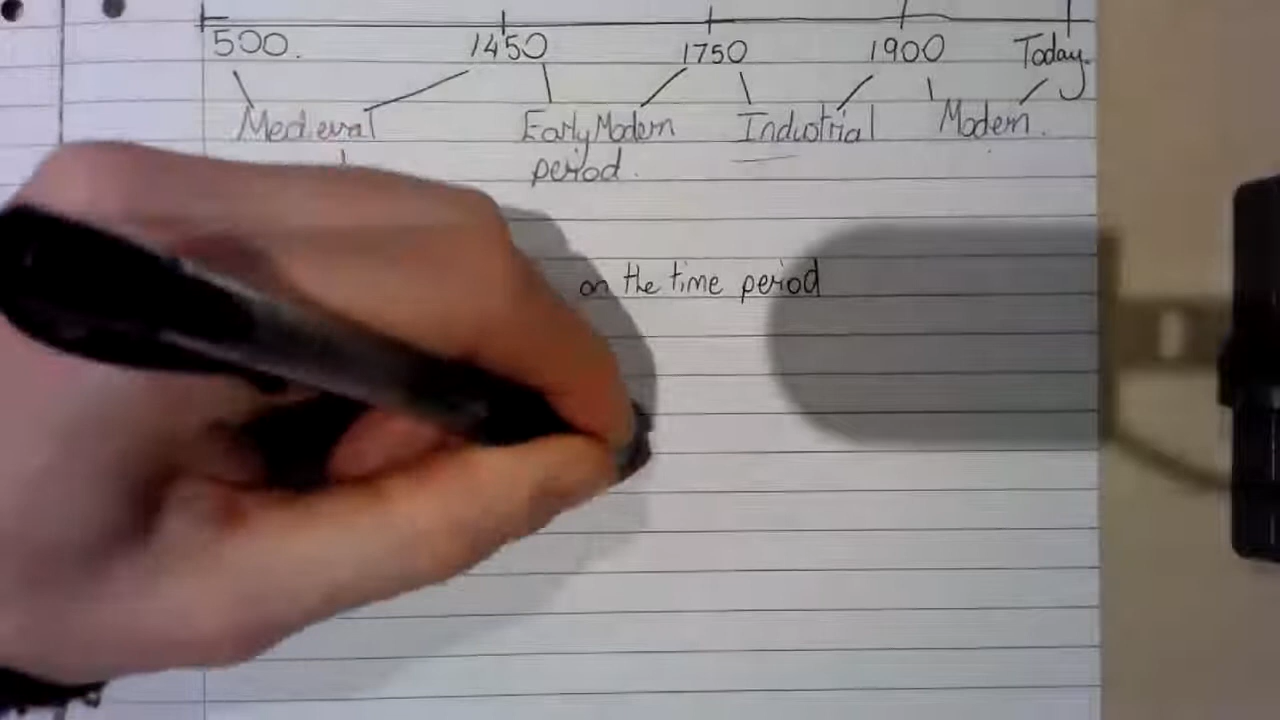 500. 1450 1750 1900 Today.
Medieval Early Modern Industrial Modern.
period.
on the time period